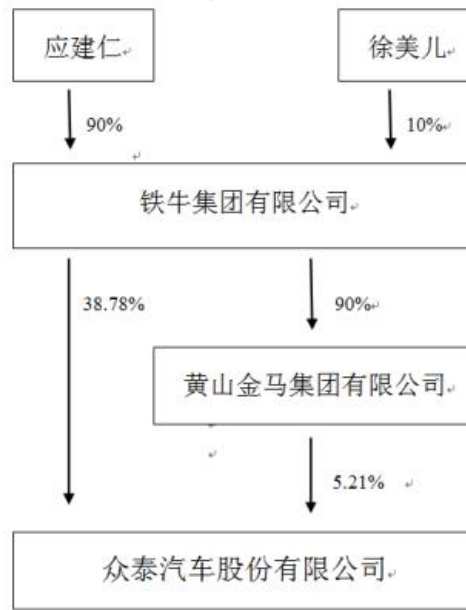 应建仁 徐美儿
90% 10%
铁牛集团有限公司
38.78% 90%
黄山金马集团有限公司
5.21%
众泰汽车股份有限公司